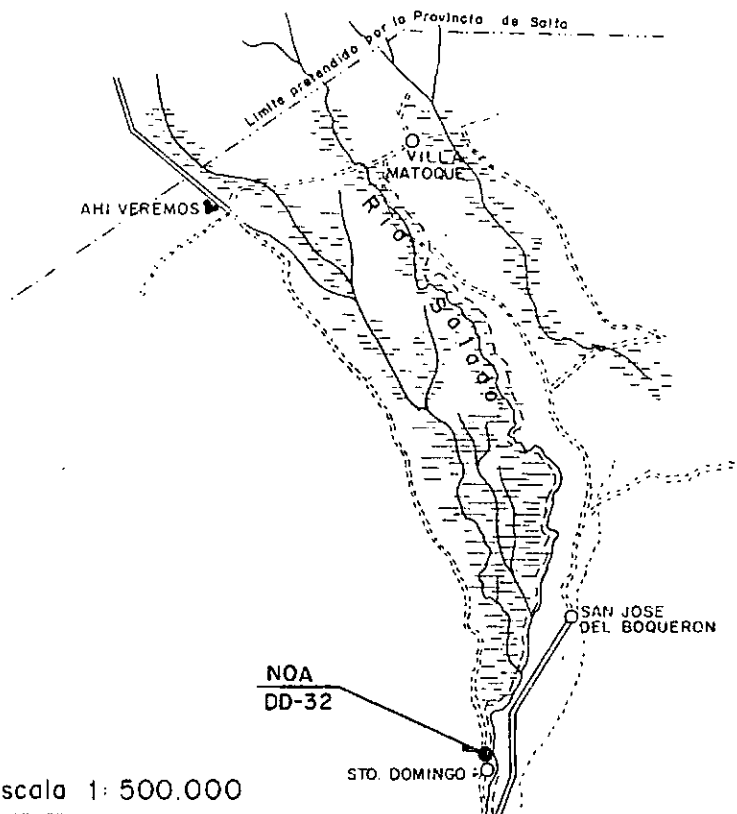 Limite pretendido por la Provincia de Salta
VILLA
MATOQUE
AHI VEREMOS
Río Salado
SAN JOSE
DEL BOQUERON
NOA
DD-32
STO. DOMINGO
scala 1: 500.000